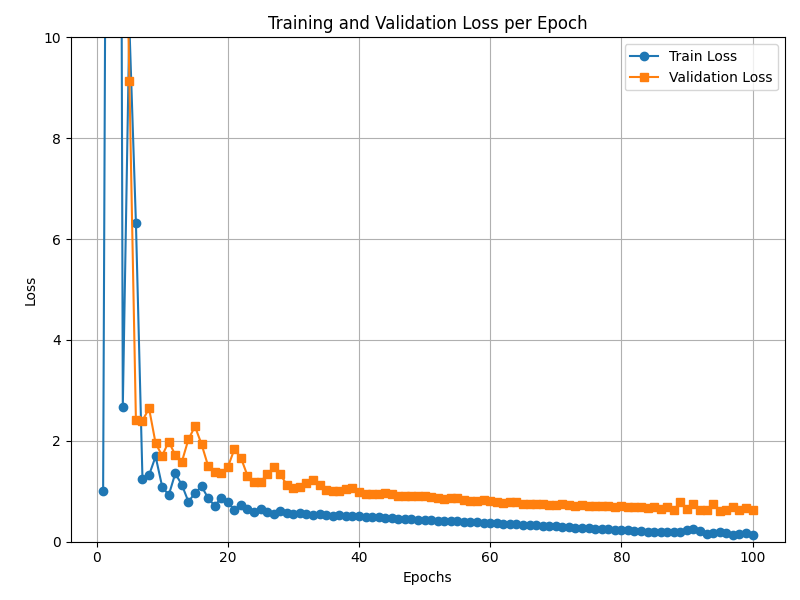 Training and Validation Loss per Epoch
Train Loss
Validation Loss
Loss
10
8
6
4
2
0
0 20 40 60 80 100
Epochs